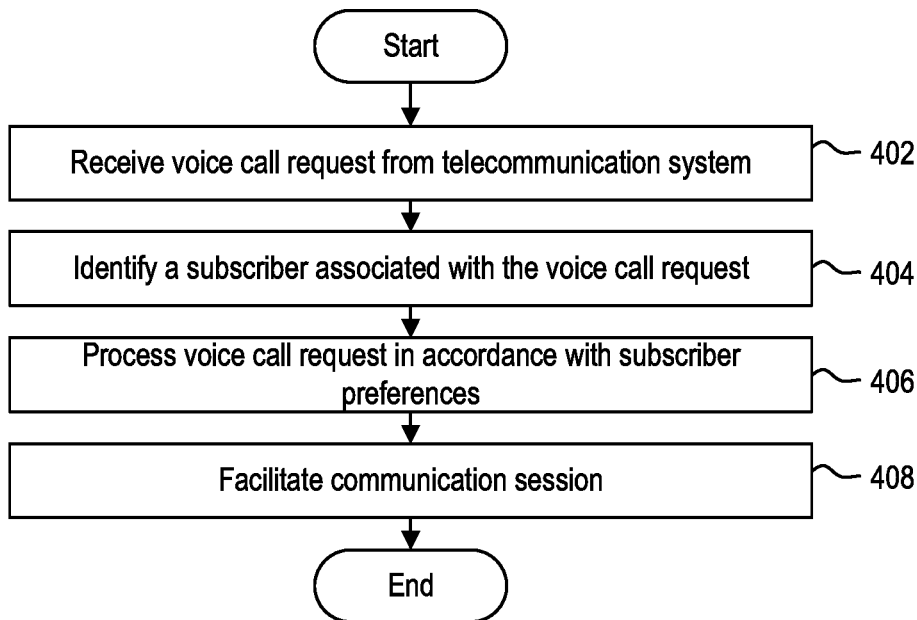 Start
Receive voice call request from telecommunication system
402
Identify a subscriber associated with the voice call request
404
Process voice call request in accordance with subscriber
preferences
406
Facilitate communication session
408
End